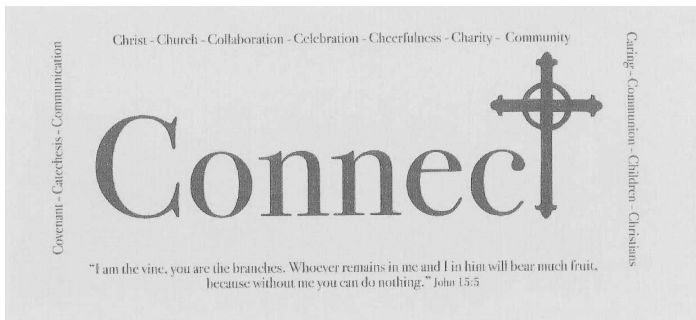 Christ - Church - Collaboration - Celebration - Cheerfulness - Charity - Community
Covenant - Catechesis - Communication
Connect
Caring - Communion - Children - Christians
“I am the vine, you are the branches. Whoever remains in me and I in him will bear much fruit,
because without me you can do nothing.” John 15:5